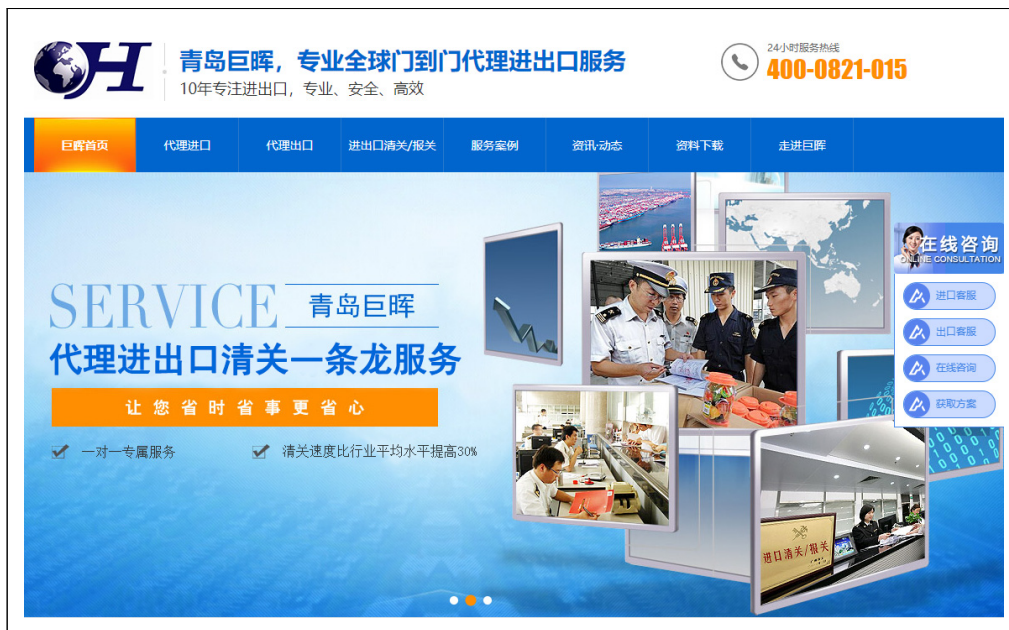 青岛巨晖，专业全球门到门代理进出口服务
10年专注进出口，专业、安全、高效
24小时服务热线
400-0821-015
巨晖首页 代理进口 代理出口 进出口清关/报关 服务案例 资讯·动态 资料下载 走进巨晖
在线咨询
ONLINE CONSULTATION
进口客服
出口客服
在线咨询
获取方案
SERVICE 青岛巨晖
代理进出口清关一条龙服务
让您省时省事更省心
一对一专属服务 清关速度比行业平均水平提高30%
进口清关/报关